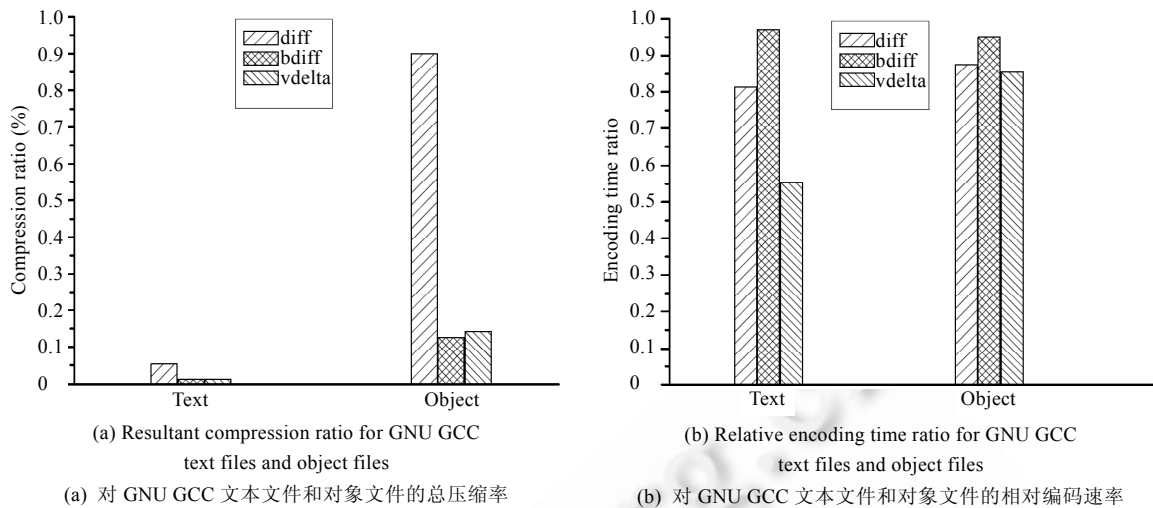 1.0
0.9
0.8
0.7
0.9
0.5
0.4
0.3
0.2
0.1
0
Compression ratio (%)
diff
bdiff
vdelta
Text
Object
(a) Resultant compression ratio for GNU GCC
text files and object files
(a) 对 GNU GCC 文本文件和对象文件的总压缩率
1.0
0.9
0.8
0.7
0.9
0.5
0.4
0.3
0.2
0.1
0
Encoding time ratio
diff
bdiff
vdelta
Text
Object
(b) Relative encoding time ratio for GNU GCC
text files and object files
(b) 对 GNU GCC 文本文件和对象文件的相对编码速率